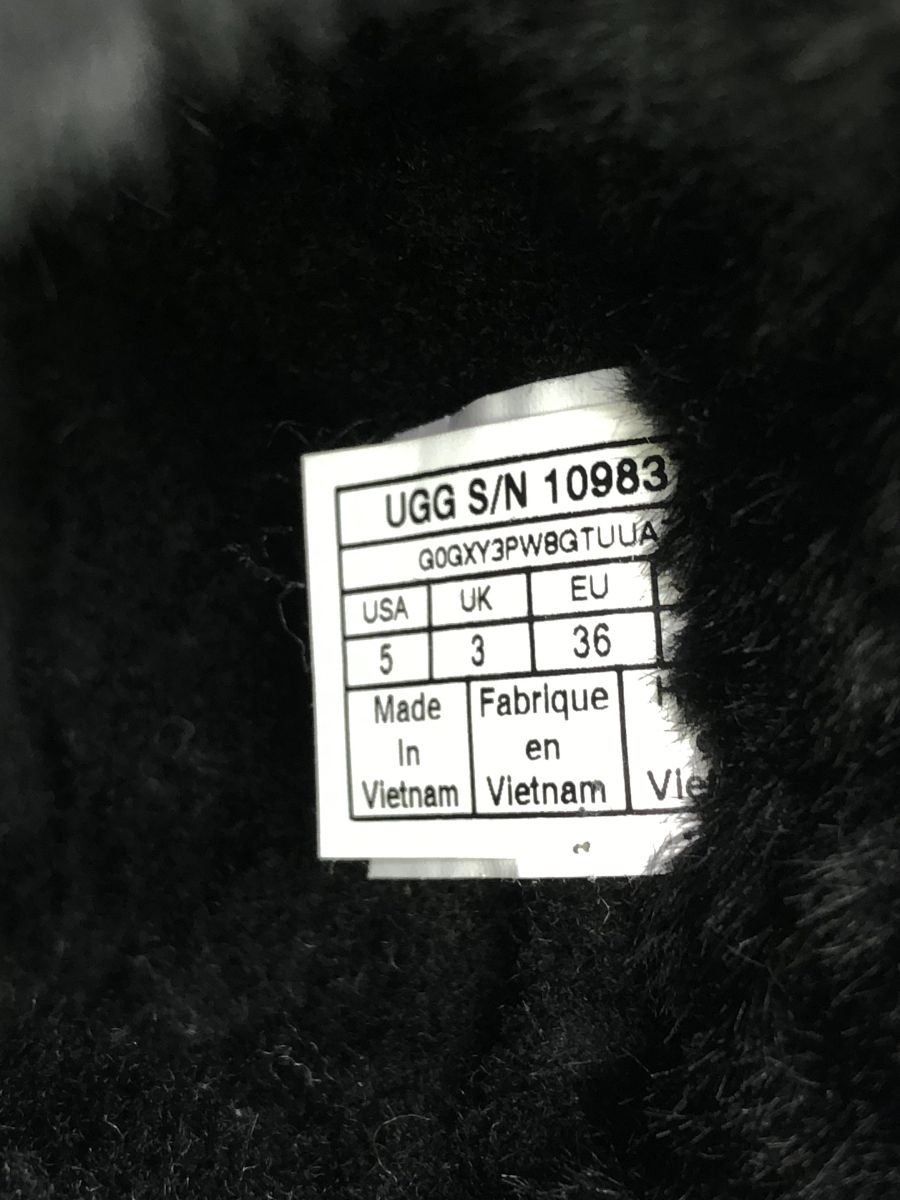 UGG S/N 10983
G0GXY3PW8GTUUA
USA UK EU
5 3 36
Made
In
Vietnam
Fabrique
en
Vietnam